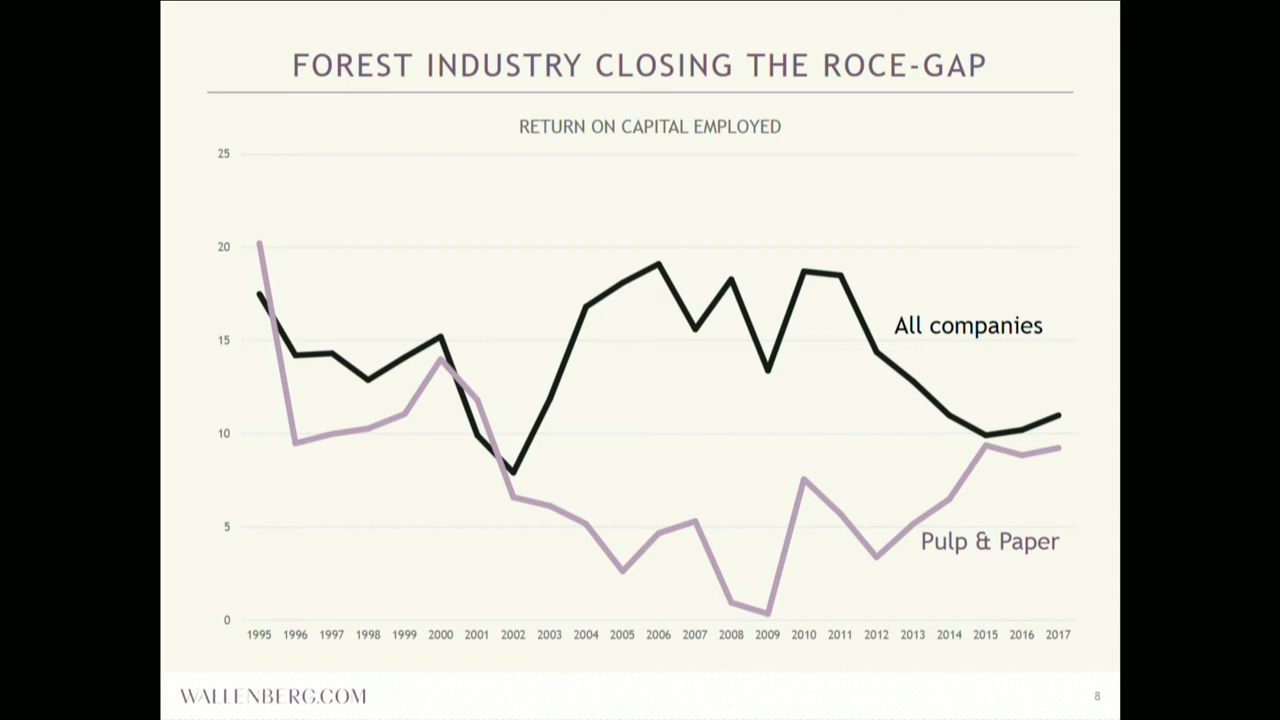 FOREST INDUSTRY CLOSING THE ROCE-GAP
RETURN ON CAPITAL EMPLOYED
25
20
15
10
5
0
All companies
Pulp & Paper
1995 1996 1997 1998 1999 2000 2001 2002 2003 2004 2005 2006 2007 2008 2009 2010 2011 2012 2013 2014 2015 2016 2017
WALLENBERG.COM
8